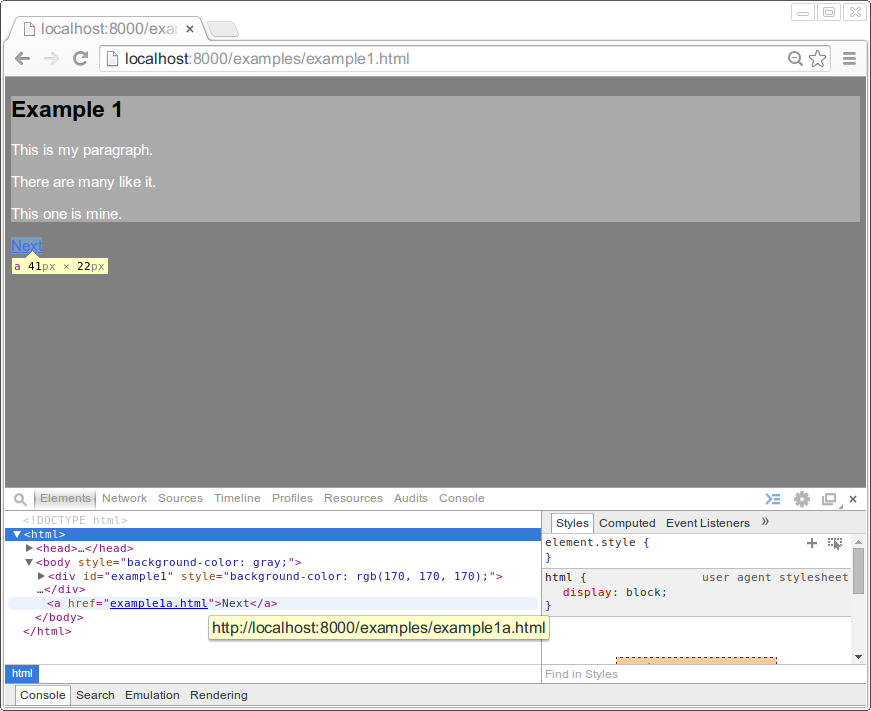 localhost:8000/exa
localhost:8000/examples/example1.html
Example 1
This is my paragraph.
There are many like it.
This one is mine.
Next
a 41px × 22px
Elements Network Sources Timeline Profiles Resources Audits Console
<!DOCTYPE html>
<html>
<head>…</head>
<body style="background-color: gray;">
<div id="example1" style="background-color: rgb(170, 170, 170);">
…</div>
<a href="example1a.html">Next</a>
</body>
</html>
http://localhost:8000/examples/example1a.html
html
Styles Computed Event Listeners »
element.style {
}
html { user agent stylesheet
display: block;
}
Find in Styles
Console Search Emulation Rendering